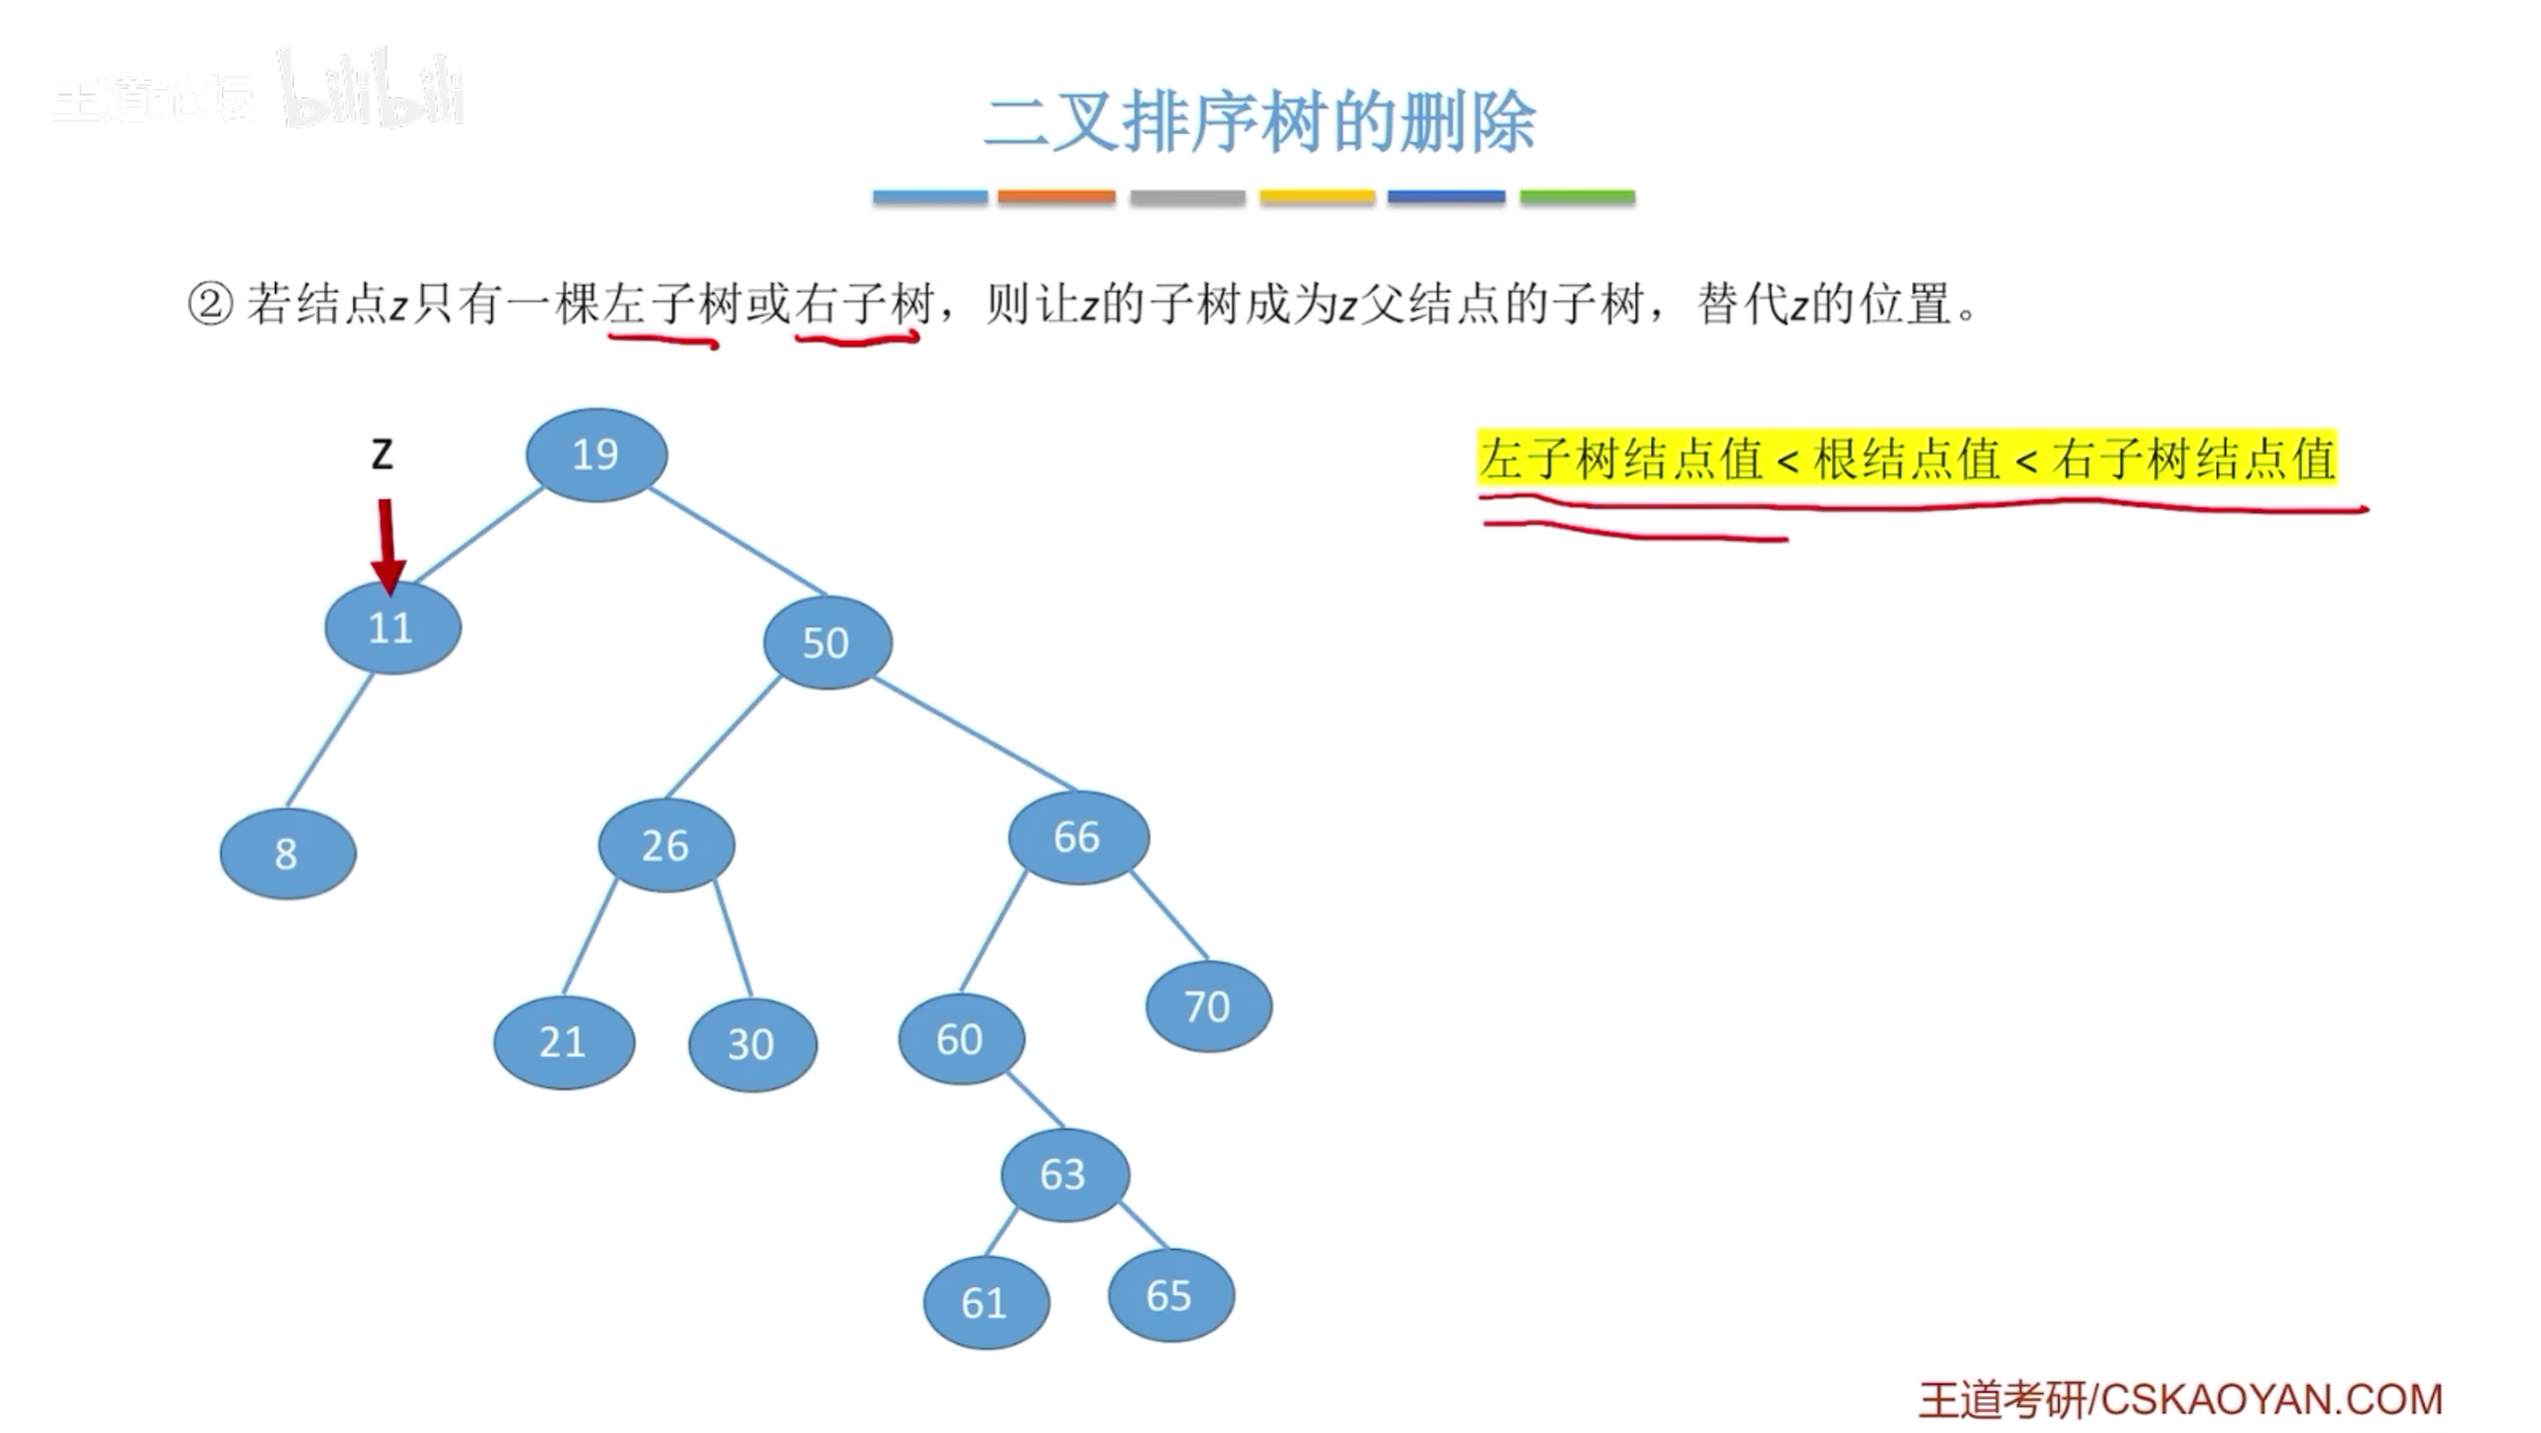 王道论坛 bilibili
二叉排序树的删除
② 若结点z只有一棵左子树或右子树，则让z的子树成为z父结点的子树，替代z的位置。
左子树结点值 < 根结点值 < 右子树结点值
Z
19
11
50
8
26
66
21
30
60
70
63
61
65
王道考研/CSKAOYAN.COM